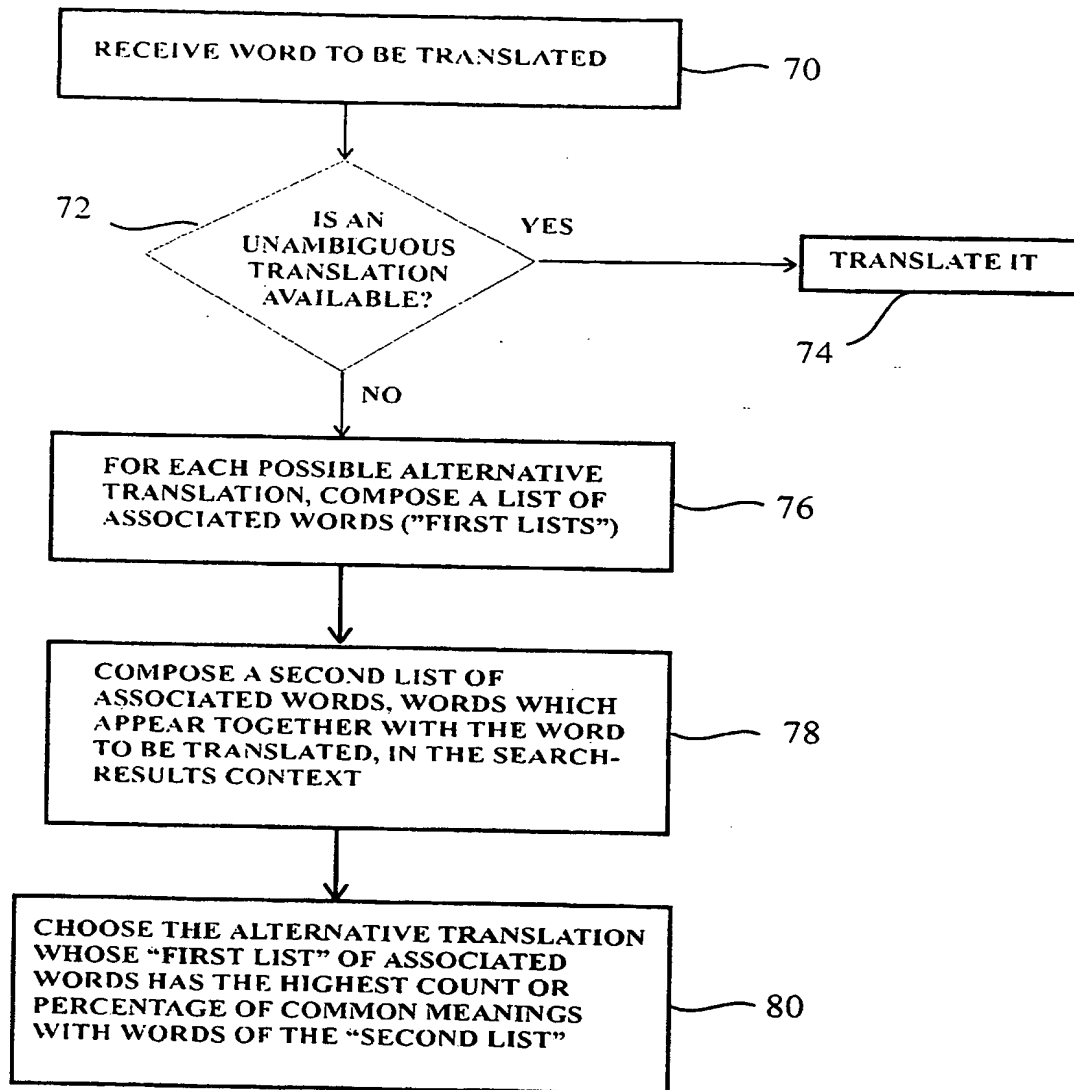 RECEIVE WORD TO BE TRANSLATED
70
72
IS AN
UNAMBIGUOUS
TRANSLATION
AVAILABLE?
YES
TRANSLATE IT
74
NO
FOR EACH POSSIBLE ALTERNATIVE
TRANSLATION, COMPOSE A LIST OF
ASSOCIATED WORDS ("FIRST LISTS")
76
COMPOSE A SECOND LIST OF
ASSOCIATED WORDS, WORDS WHICH
APPEAR TOGETHER WITH THE WORD
TO BE TRANSLATED, IN THE SEARCH-
RESULTS CONTEXT
78
CHOOSE THE ALTERNATIVE TRANSLATION
WHOSE “FIRST LIST” OF ASSOCIATED
WORDS HAS THE HIGHEST COUNT OR
PERCENTAGE OF COMMON MEANINGS
WITH WORDS OF THE “SECOND LIST”
80